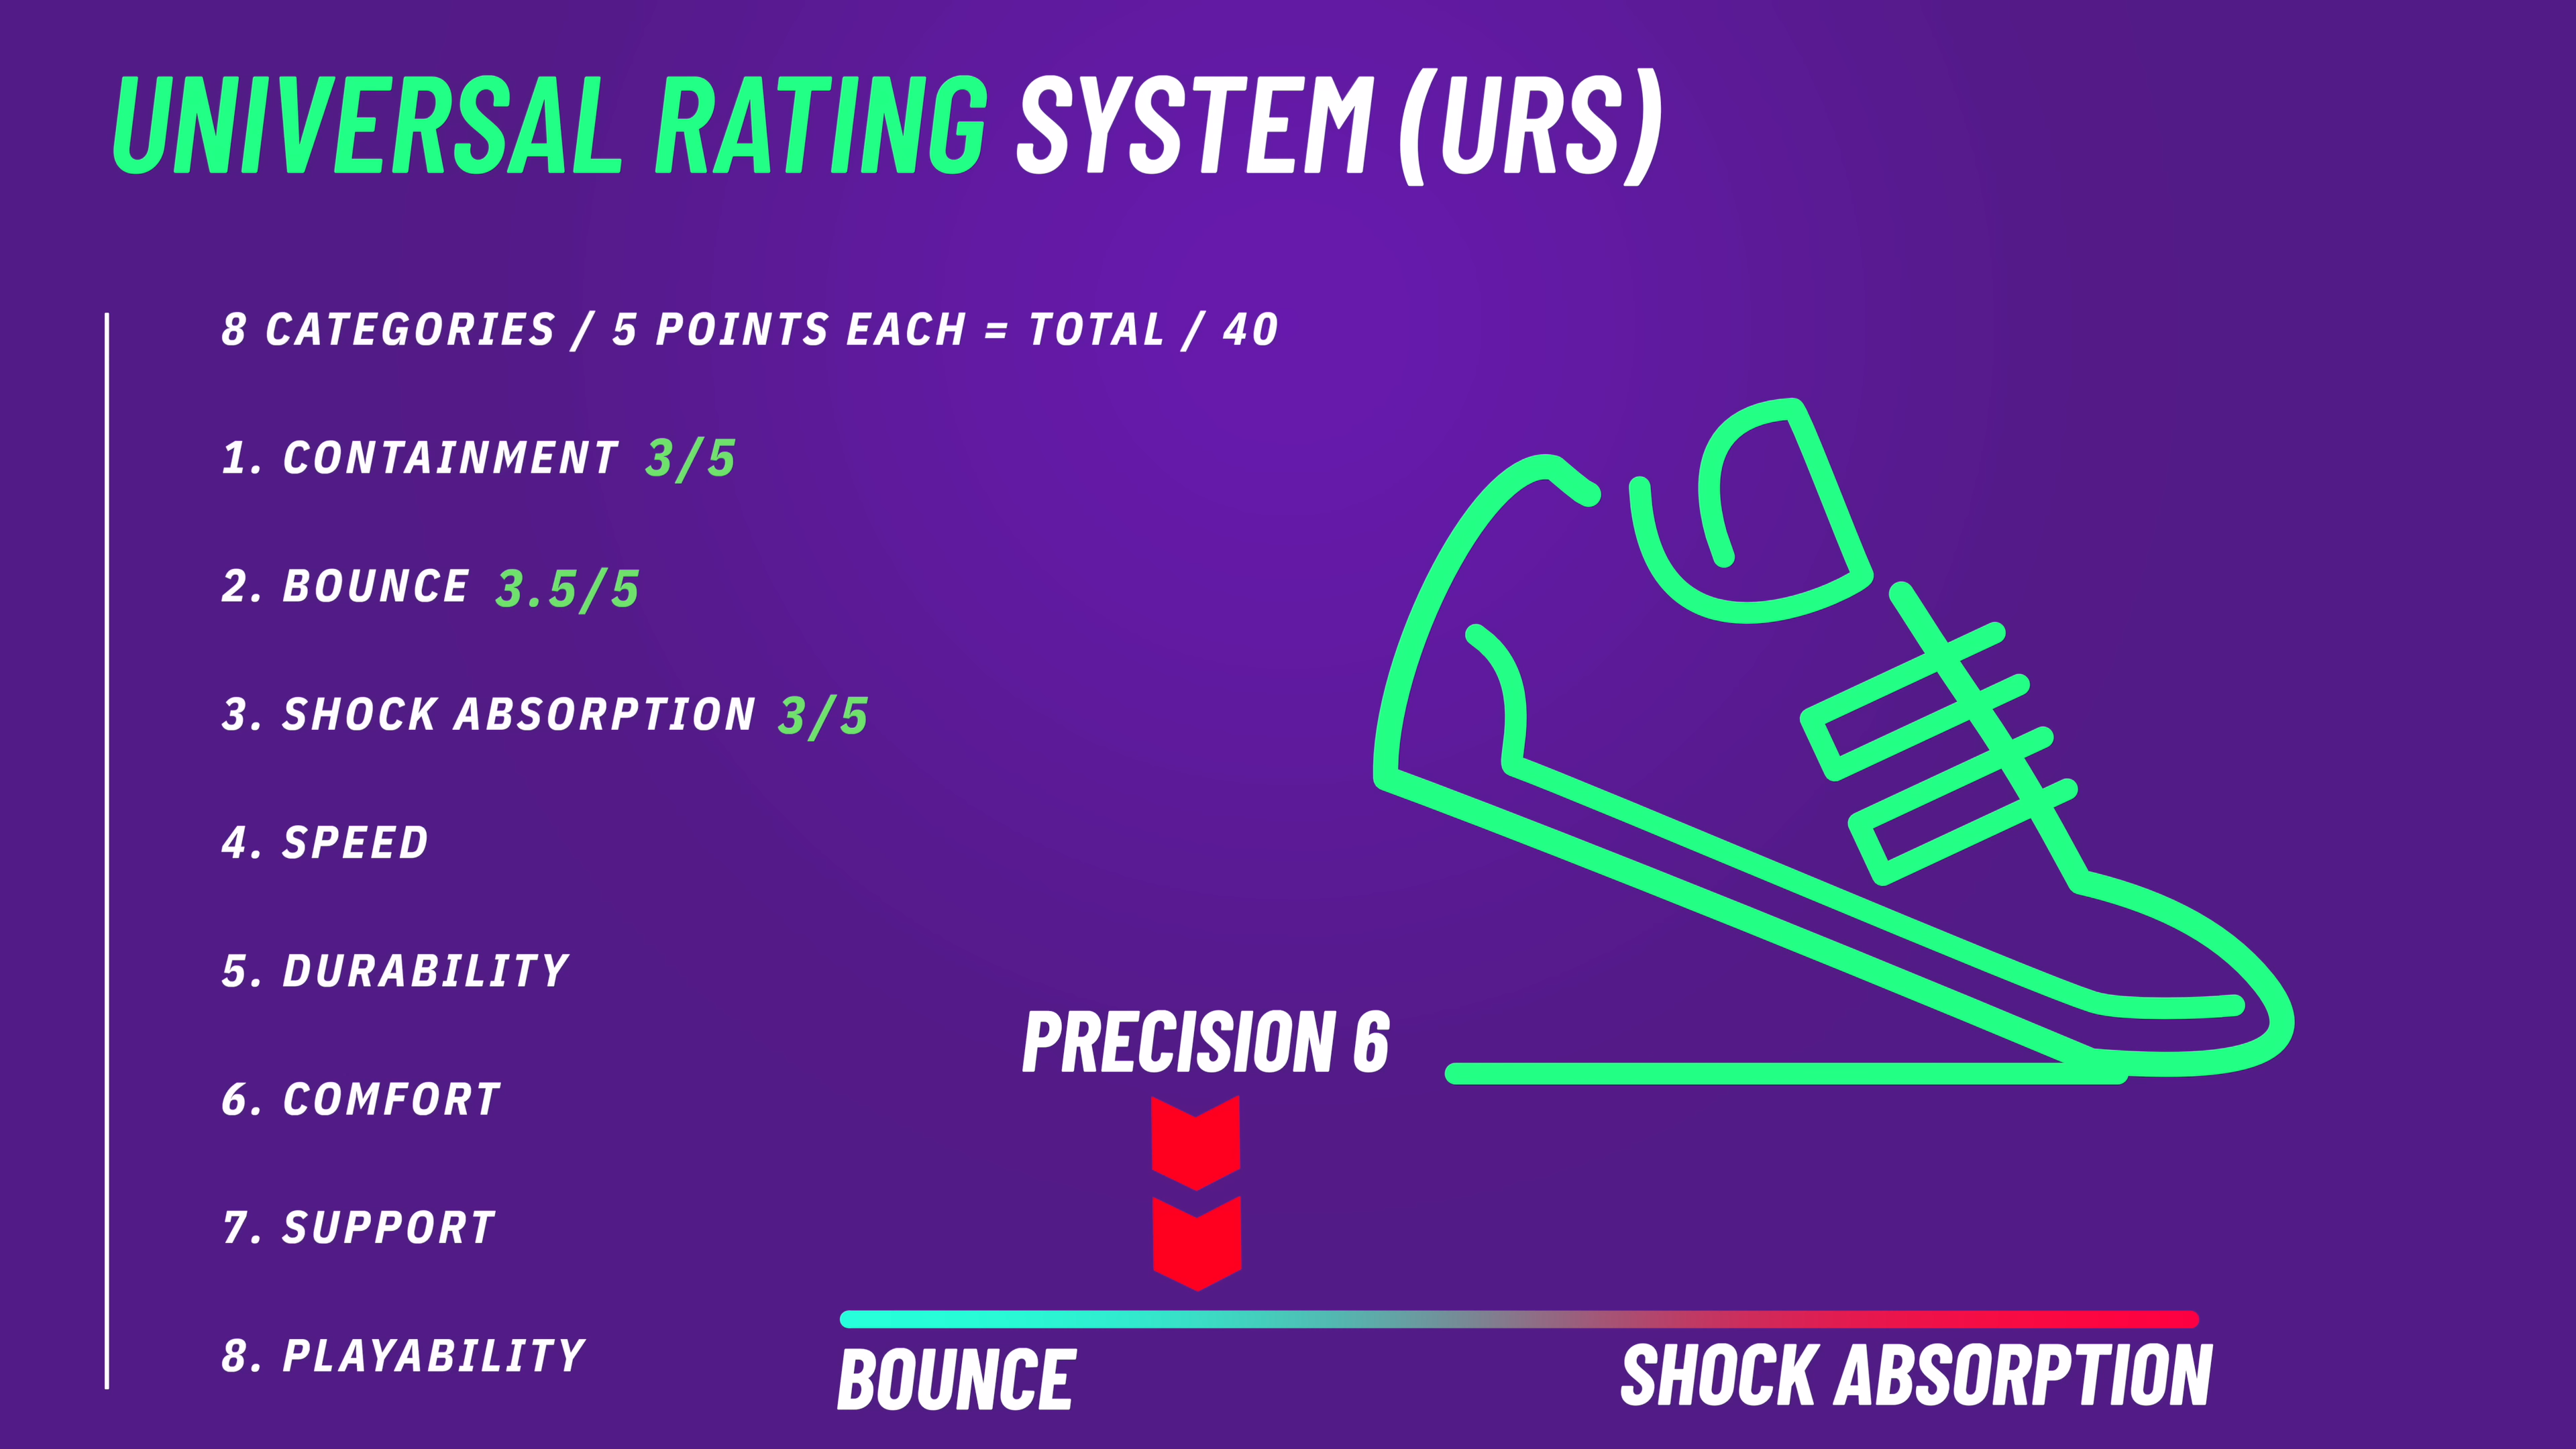 UNIVERSAL RATING SYSTEM (URS)
8 CATEGORIES / 5 POINTS EACH = TOTAL / 40
1. CONTAINMENT 3/5
2. BOUNCE 3.5/5
3. SHOCK ABSORPTION 3/5
4. SPEED
5. DURABILITY
6. COMFORT
7. SUPPORT
8. PLAYABILITY
PRECISION 6
BOUNCE
SHOCK ABSORPTION